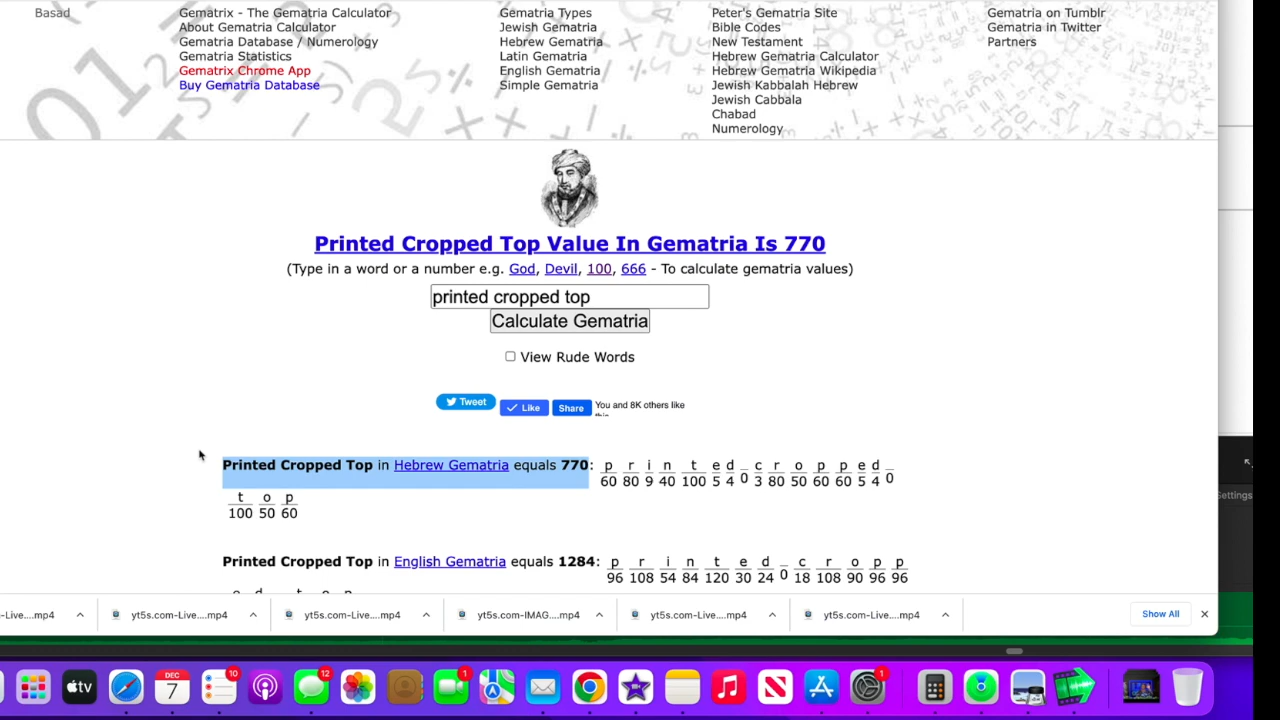 Basad
Gematrix - The Gematria Calculator
About Gematria Calculator
Gematria Database / Numerology
Gematria Statistics
Gematrix Chrome App
Buy Gematria Database
Gematria Types
Jewish Gematria
Hebrew Gematria
Latin Gematria
English Gematria
Simple Gematria
Peter's Gematria Site
Bible Codes
New Testament
Hebrew Gematria Calculator
Hebrew Gematria Wikipedia
Jewish Kabbalah Hebrew
Jewish Cabbala
Chabad
Numerology
Gematria on Tumblr
Gematria in Twitter
Partners
Printed Cropped Top Value In Gematria Is 770
(Type in a word or a number e.g. God, Devil, 100, 666 - To calculate gematria values)
printed cropped top
Calculate Gematria
View Rude Words
Tweet
Like
Share
You and 8K others like
Printed Cropped Top in Hebrew Gematria equals 770: p r i n t e d _ c r o p p e d _
60 80 9 40 100 5 4 0 3 80 50 60 60 5 4 0
t o p
100 50 60
Printed Cropped Top in English Gematria equals 1284: p r i n t e d _ c r o p p
96 108 54 84 120 30 24 0 18 108 90 96 96
Settings
-Live....mp4
yt5s.com-Live....mp4
yt5s.com-Live....mp4
yt5s.com-IMAG....mp4
yt5s.com-Live....mp4
yt5s.com-Live....mp4
Show All
tv
DEC
7
10
12
1
1